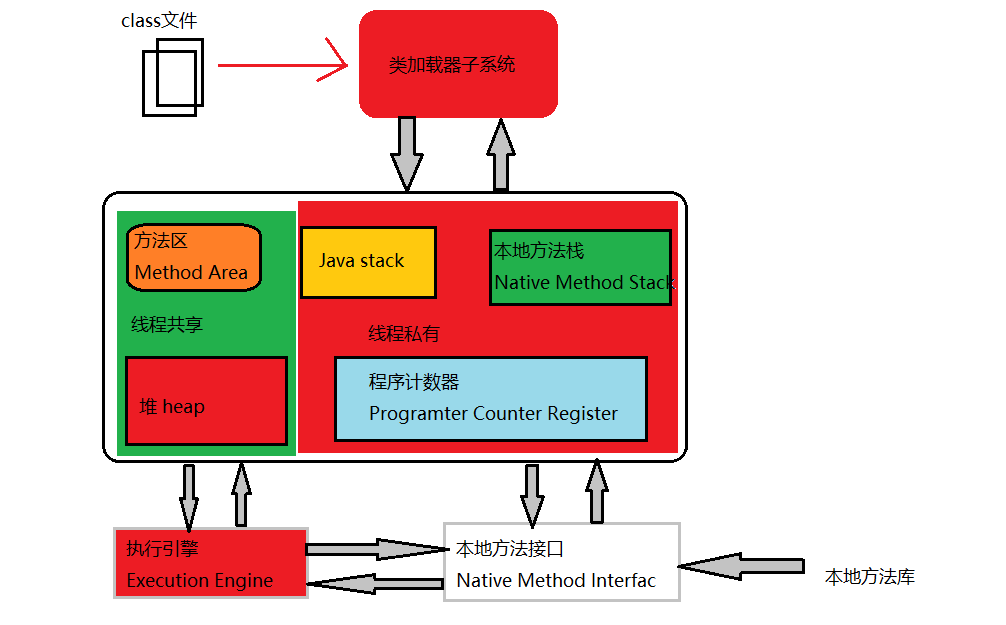 class文件
类加载器子系统
方法区
Method Area
Java stack
本地方法栈
Native Method Stack
线程共享
线程私有
堆 heap
程序计数器
Programter Counter Register
执行引擎
Execution Engine
本地方法接口
Native Method Interfac
本地方法库